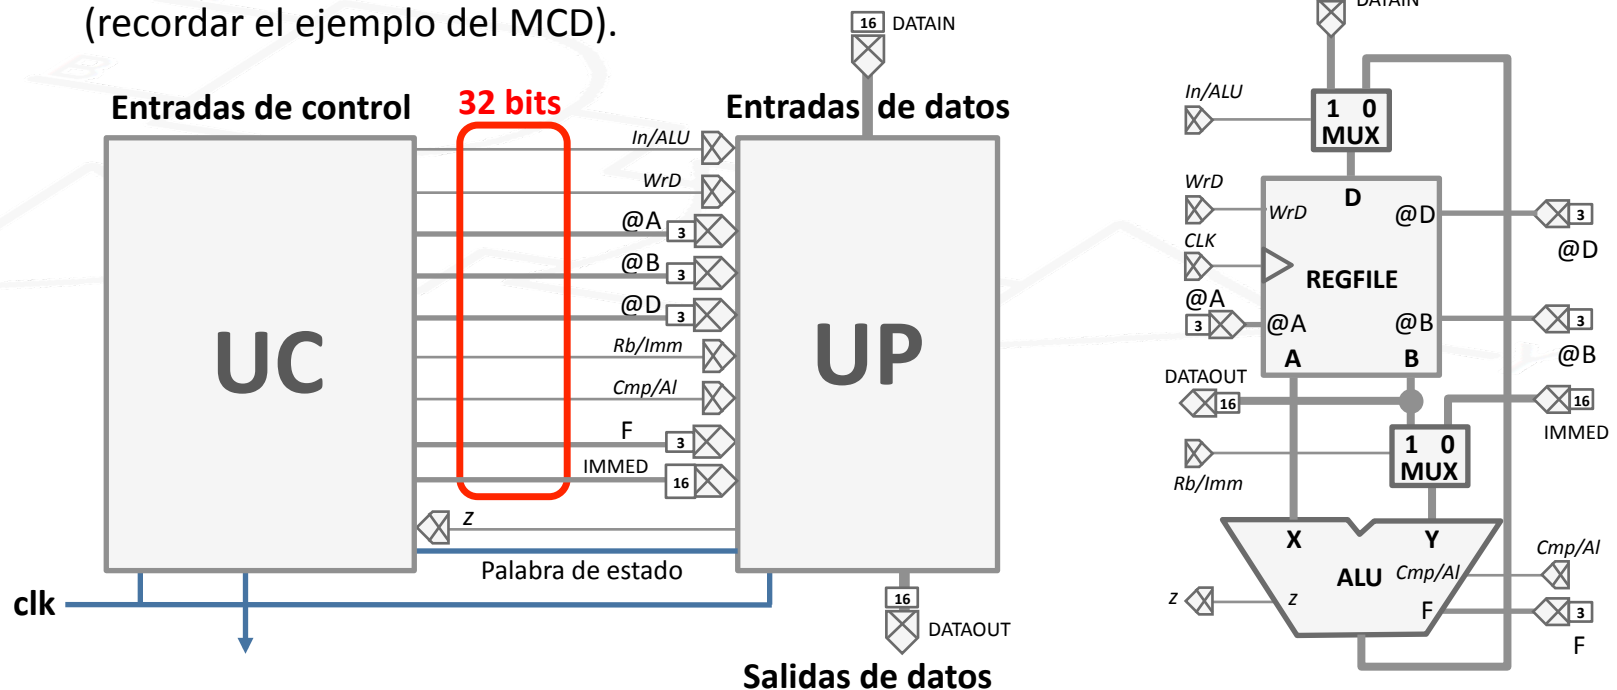 (recordar el ejemplo del MCD).
Entradas de control
32 bits
16 DATAIN
Entradas de datos
UC
In/ALU
WrD
@A 3
@B 3
@D 3
Rb/Imm
Cmp/Al
F 3
IMMED
16
z
Palabra de estado
UP
clk
16
DATAOUT
Salidas de datos
DATAIN
In/ALU
1 0
MUX
WrD
CLK
@A
3
D
WrD
@D
REGFILE
@A
@B
A B
3
@D
3
@B
DATAOUT
16
16
IMMED
Rb/Imm
1 0
MUX
X Y
ALU
Cmp/Al
z
F
z
Cmp/Al
3
F